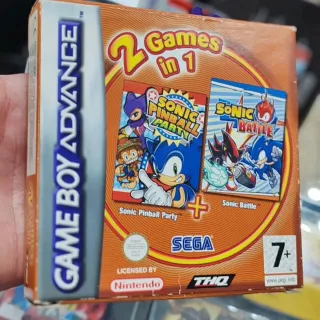 GAME BOY ADVANCE
2 Games
in 1
SONIC
PINBALL
PARTY
SONIC
BATTLE
Sonic Pinball Party
+
Sonic Battle
SEGA
LICENSED BY
Nintendo
THQ
7+
www.pegi.info